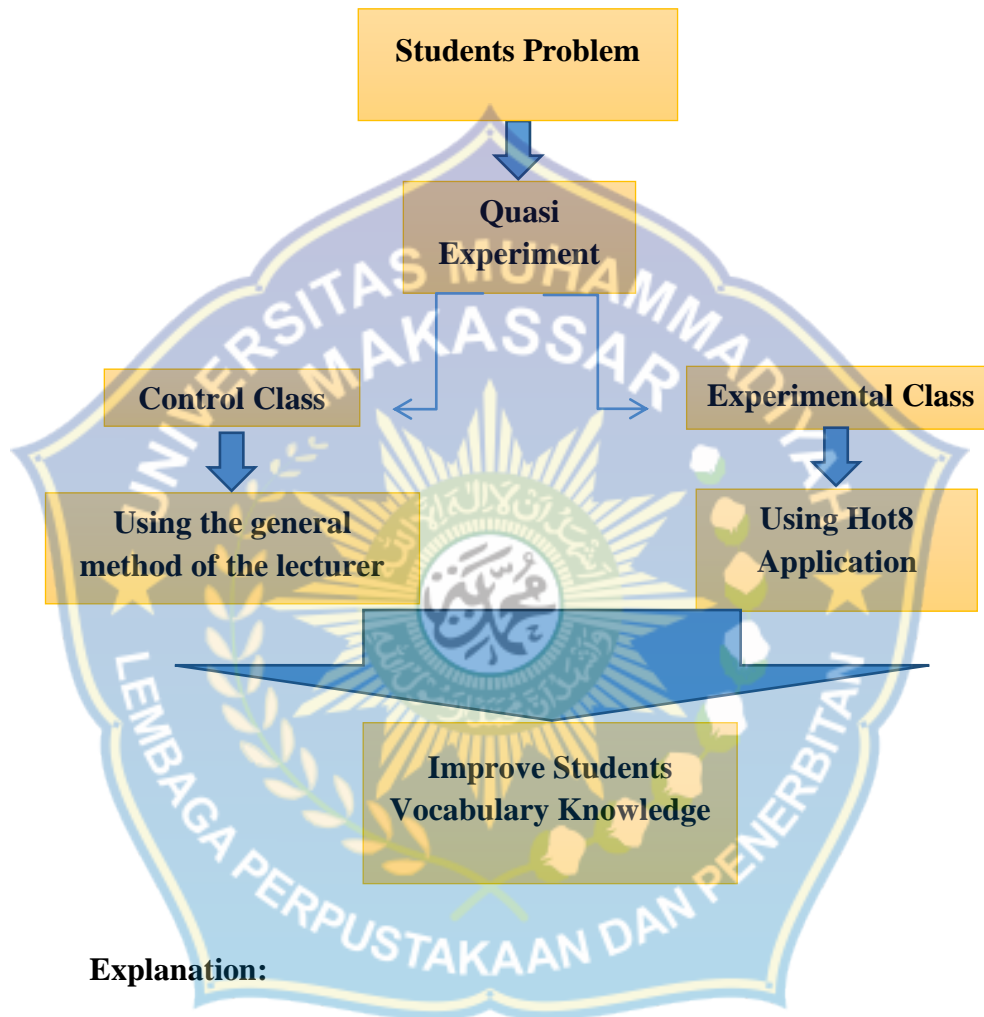 Students Problem
Quasi
Experiment
UNIVERSITAS MUHAMMADIYAH
MAKASSAR
Control Class
Experimental Class
Using the general
method of the lecturer
Using Hot8
Application
Improve Students
Vocabulary Knowledge
LEMBAGA PERPUSTAKAAN DAN PENERBITAN
Explanation: